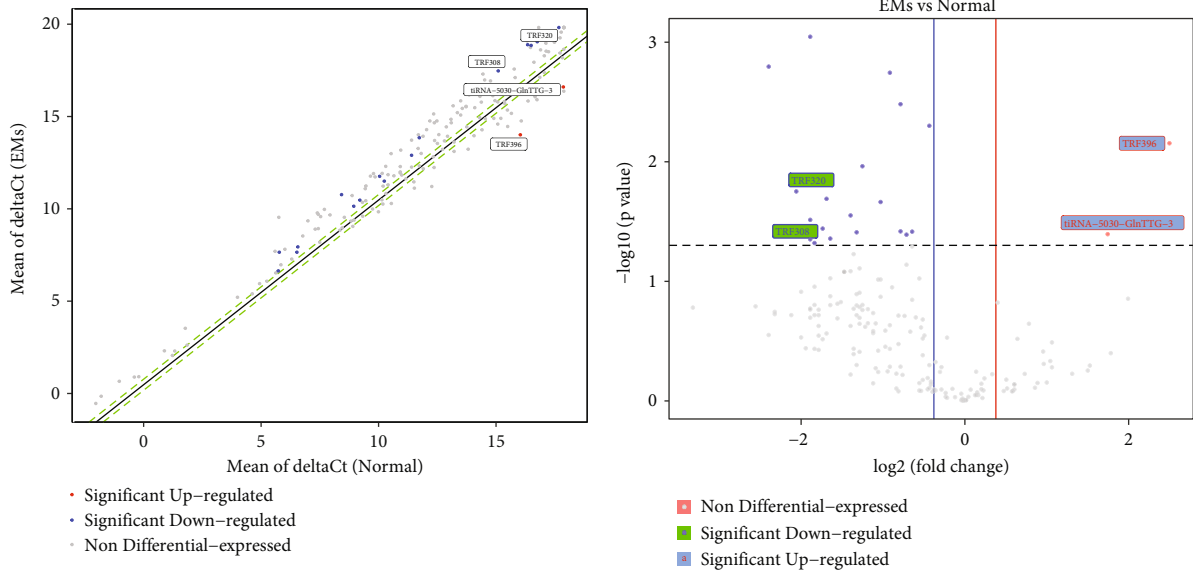 20
15
10
5
0
Mean of deltaCt (EMs)
TRF320
TRF308
tiRNA−5030−GlnTTG−3
TRF396
0
5
10
15
Mean of deltaCt (Normal)
Significant Up−regulated
Significant Down−regulated
Non Differential−expressed
EMs vs Normal
3
2
1
0
−log10 (p value)
TRF396
TRF320
tiRNA−5030−GlnTTG−3
TRF308
−2
0
2
log2 (fold change)
a Non Differential−expressed
a Significant Down−regulated
a Significant Up−regulated